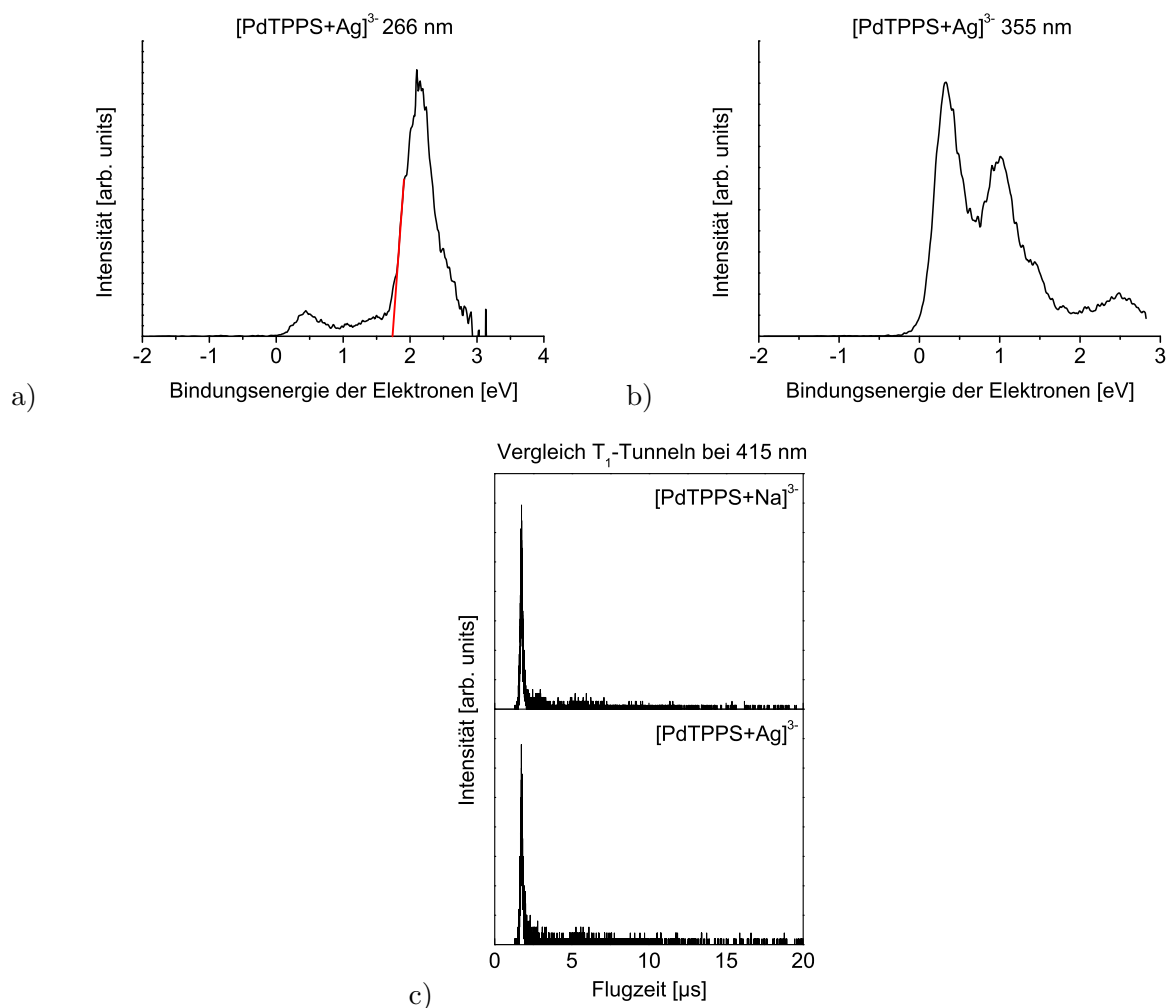 [PdTPPS+Ag]³⁻ 266 nm
Intensität [arb. units]
-2 -1 0 1 2 3 4
Bindungsenergie der Elektronen [eV]
a)
[PdTPPS+Ag]³⁻ 355 nm
Intensität [arb. units]
-2 -1 0 1 2 3
Bindungsenergie der Elektronen [eV]
b)
Vergleich T₁-Tunneln bei 415 nm
[PdTPPS+Na]³⁻
[PdTPPS+Ag]³⁻
Intensität [arb. units]
0 5 10 15 20
Flugzeit [µs]
c)